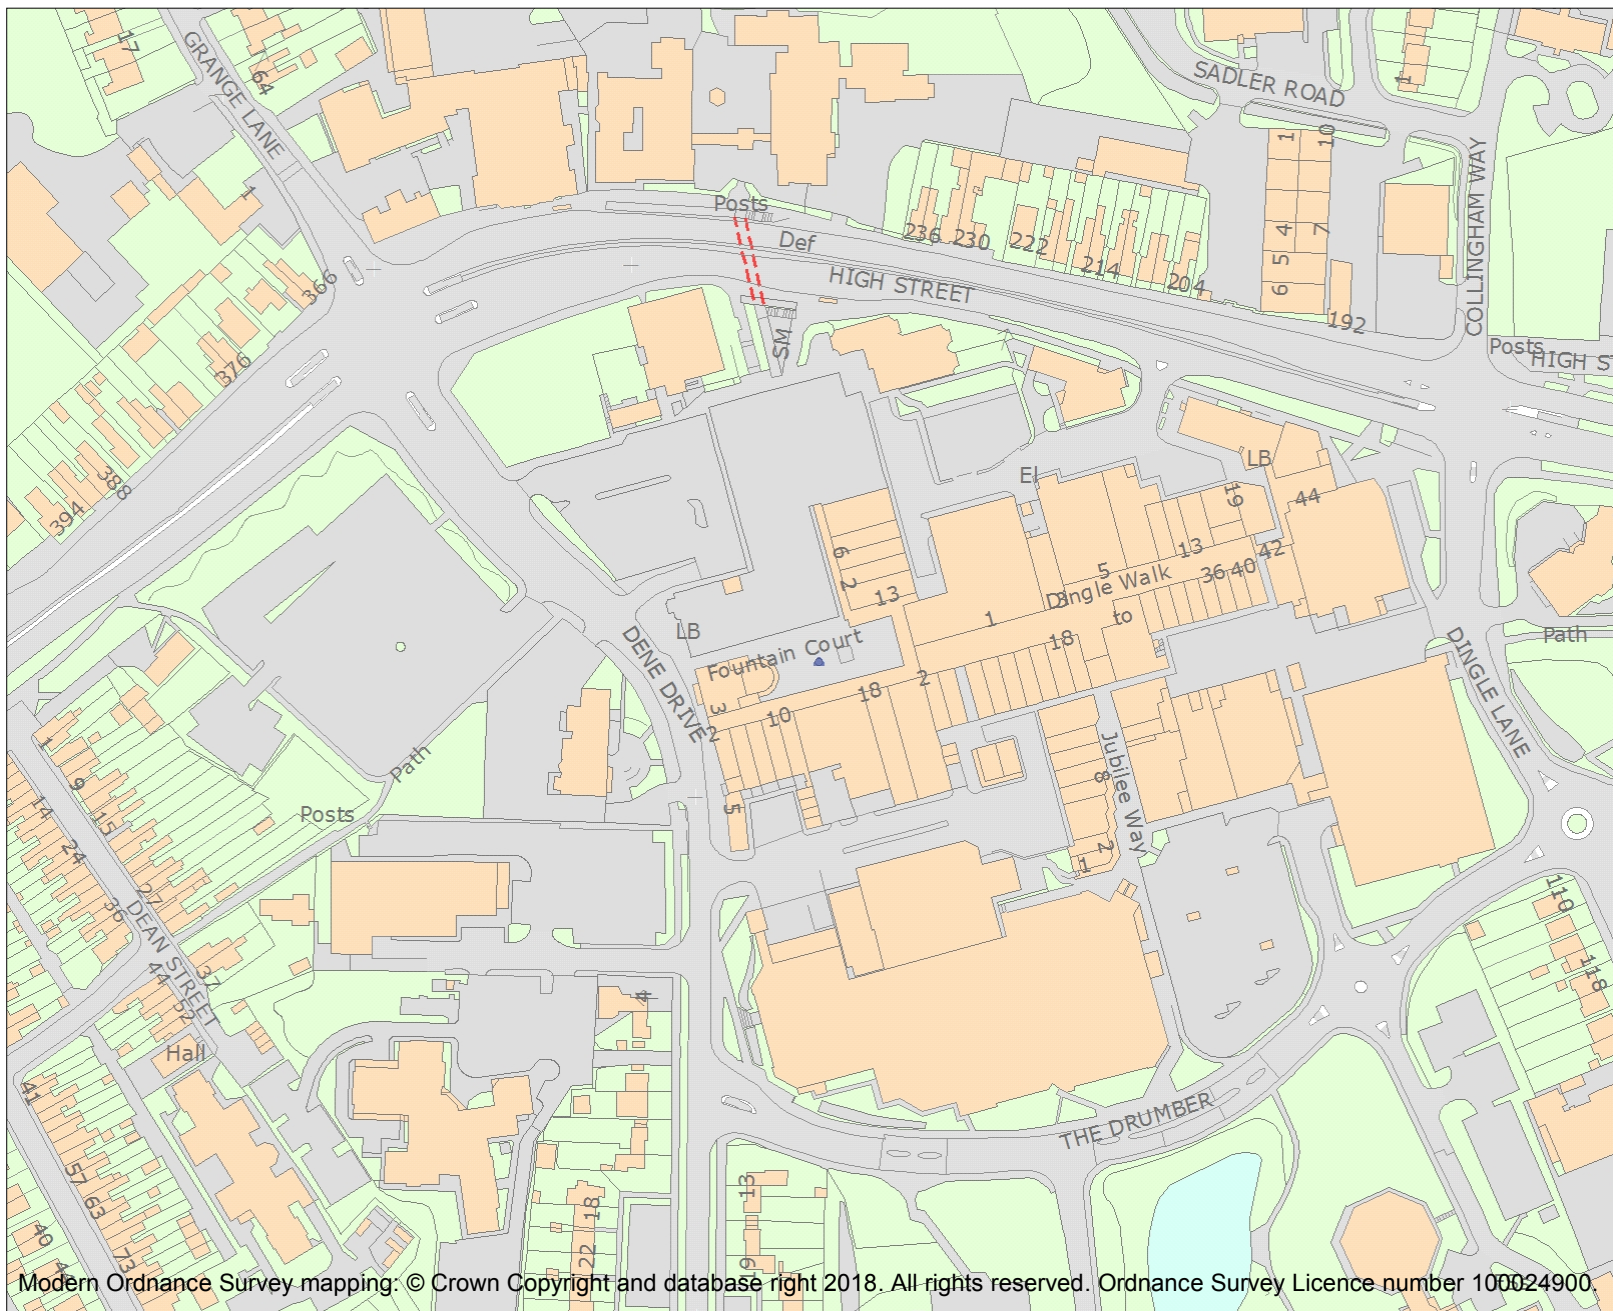 17
GRANGE LANE
64
SADLER ROAD
1
1
10
COLLINGHAM WAY
1
Posts
Def
236
230
222
214
204
4
7
5
6
192
366
HIGH STREET
SM
Posts
HIGH S
376
388
394
El
LB
19
44
6
2
13
5
13
42
Dingle Walk
36
40
1
3
to
18
LB
Fountain Court
DENE DRIVE
Path
DINGLE LANE
2
18
10
3
2
1
9
14
15
24
Path
Posts
5
Jubilee Way
8
2
1
27
36
DEAN STREET
37
44
52
Hall
4
110
118
41
57
63
40
73
THE DRUMBER
13
18
22
19
Modern Ordnance Survey mapping: © Crown Copyright and database right 2018. All rights reserved. Ordnance Survey Licence number 100024900.